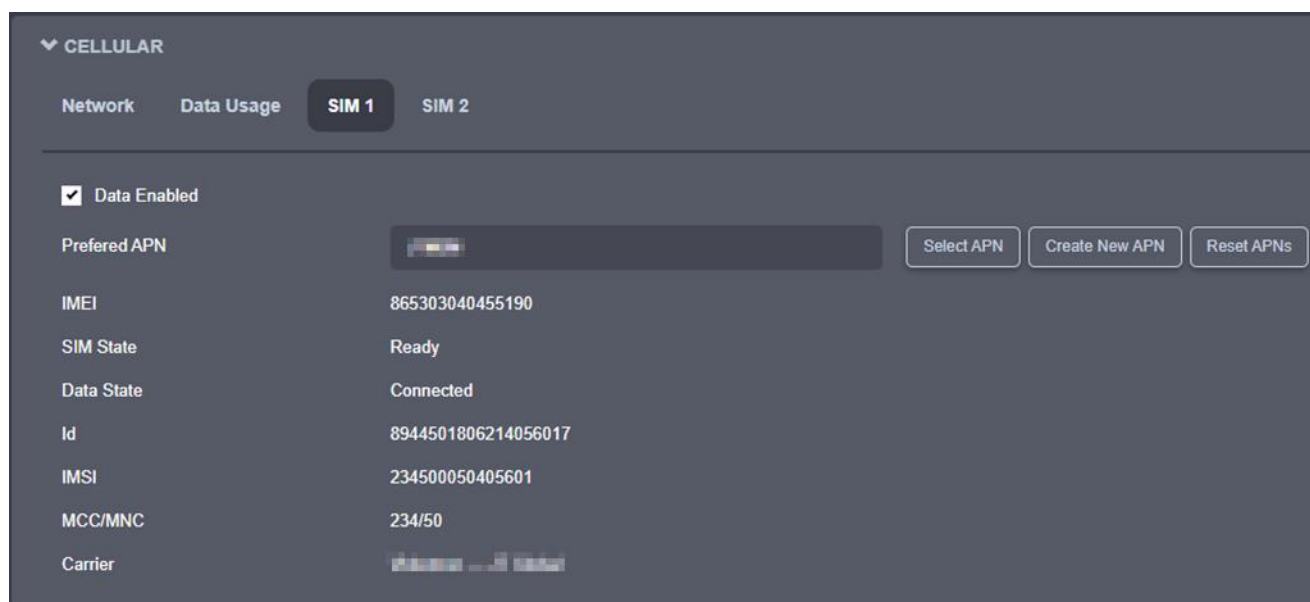 CELLULAR
Network Data Usage SIM 1 SIM 2
Data Enabled
Prefered APN Select APN Create New APN Reset APNs
IMEI 865303040455190
SIM State Ready
Data State Connected
Id 8944501806214056017
IMSI 234500050405601
MCC/MNC 234/50
Carrier